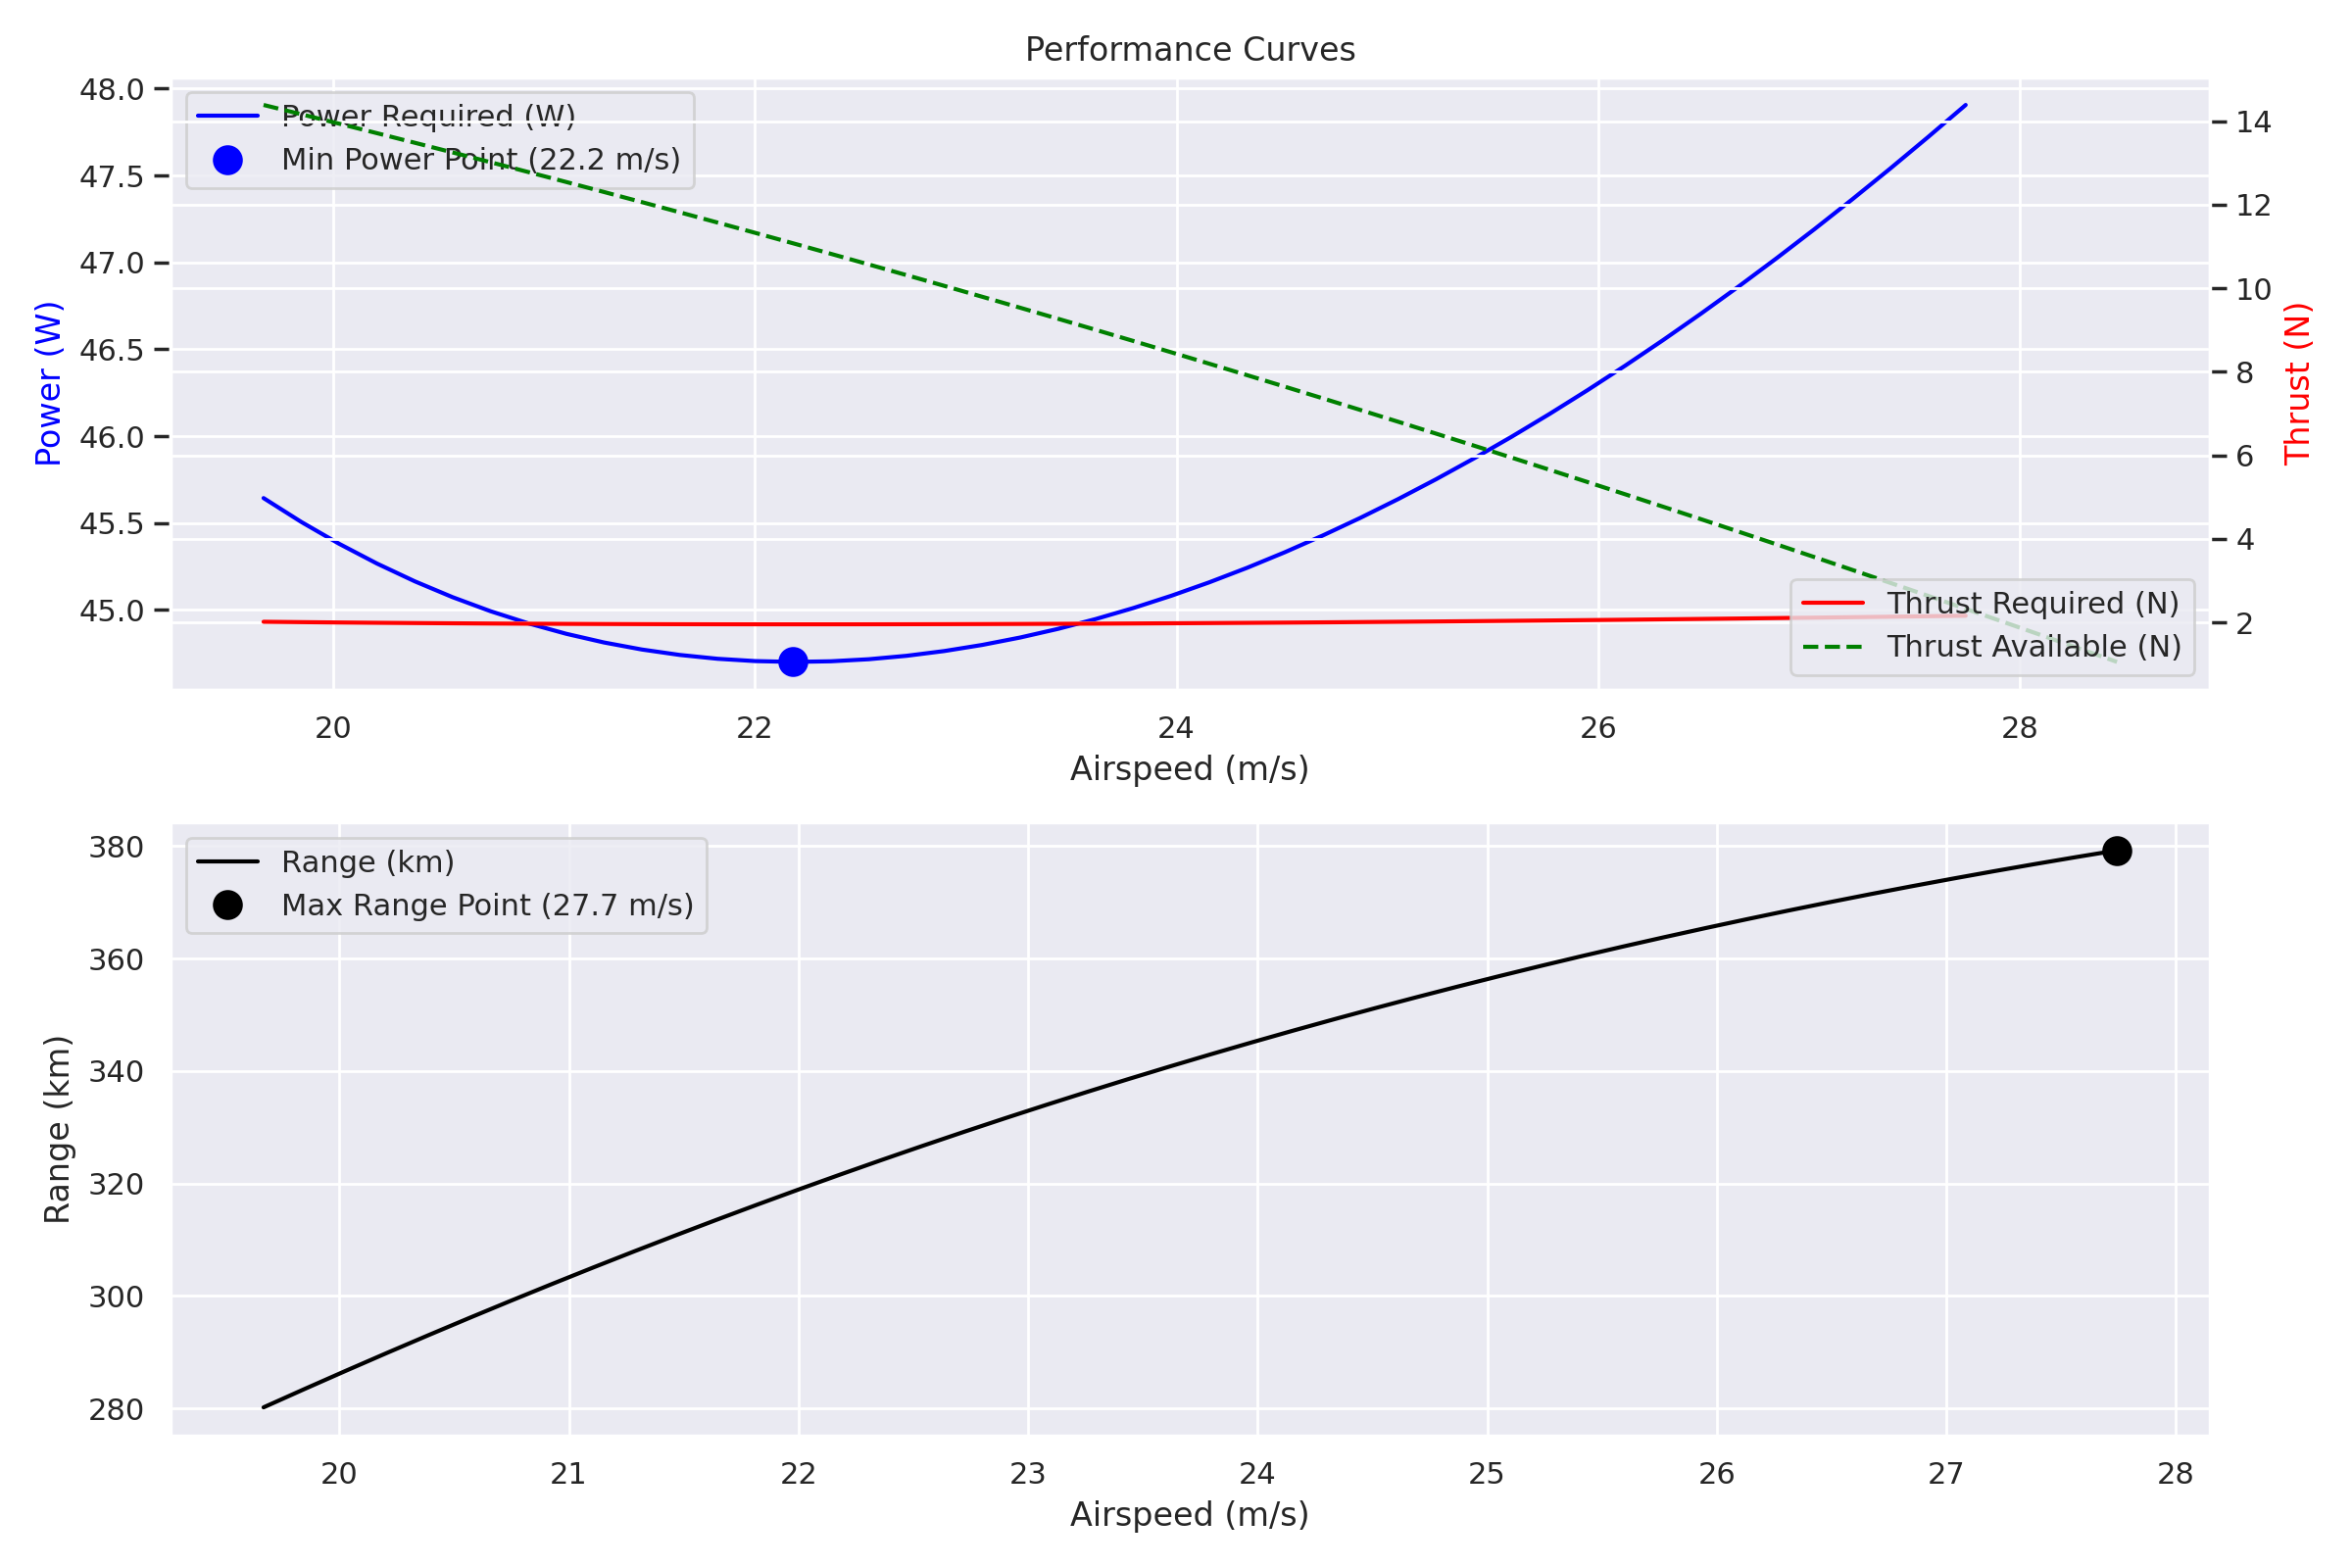 Performance Curves
48.0
47.5
47.0
46.5
46.0
45.5
45.0
Power (W)
Power Required (W)
Min Power Point (22.2 m/s)
14
12
10
8
6
4
2
Thrust (N)
Thrust Required (N)
Thrust Available (N)
20 22 24 26 28
Airspeed (m/s)
380
360
340
320
300
280
Range (km)
Range (km)
Max Range Point (27.7 m/s)
20 21 22 23 24 25 26 27 28
Airspeed (m/s)